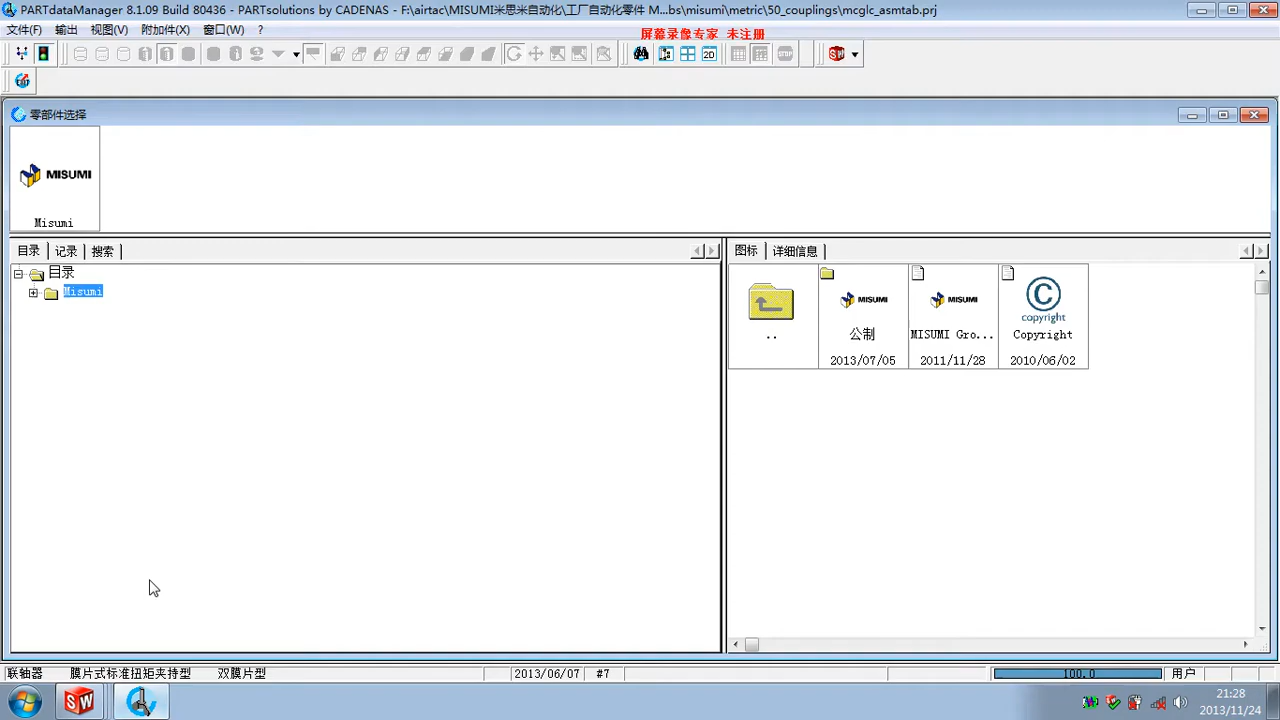 PARTdataManager 8.1.09 Build 80436 - PARTsolutions by CADENAS - F:\airtac\MISUMI米思米自动化\工厂自动化零件 M...bs\misumi\metric\50_couplings\mcglc_asmtab.prj
文件(F) 输出 视图(V) 附加件(X) 窗口(W) ?
屏幕录像专家 未注册
零部件选择
MISUMI
Misumi
目录 记录 搜索
图标 详细信息
目录
Misumi
..
MISUMI
公制
2013/07/05
MISUMI
MISUMI Gro...
2011/11/28
copyright
Copyright
2010/06/02
联轴器 膜片式标准扭矩夹持型 双膜片型 2013/06/07 #7 100.0 用户
21:28
2013/11/24